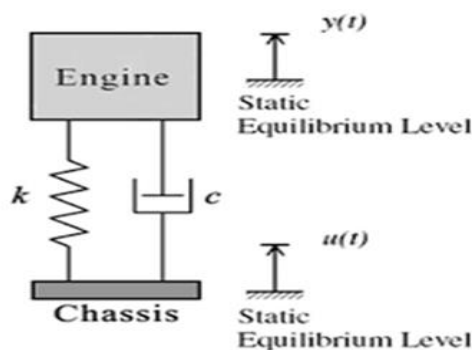 y(t)
Engine
Static
Equilibrium Level
k
c
u(t)
Chassis
Static
Equilibrium Level